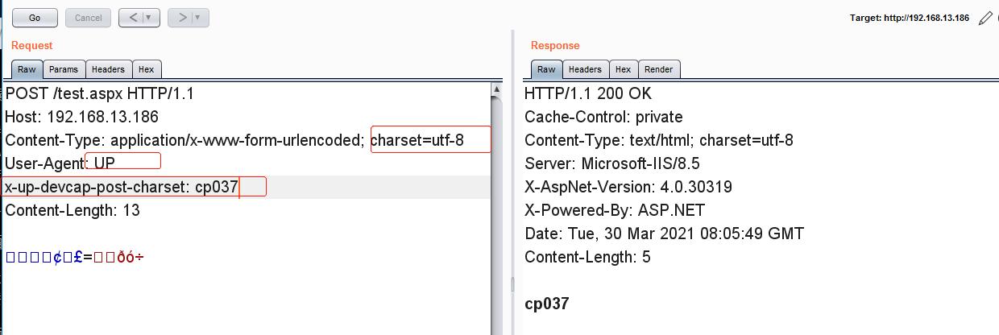 Go Cancel < > Target: http://192.168.13.186
Request
Raw Params Headers Hex
POST /test.aspx HTTP/1.1
Host: 192.168.13.186
Content-Type: application/x-www-form-urlencoded; charset=utf-8
User-Agent: UP
x-up-devcap-post-charset: cp037
Content-Length: 13
□□□□¢□£=□□ðó÷
Response
Raw Headers Hex Render
HTTP/1.1 200 OK
Cache-Control: private
Content-Type: text/html; charset=utf-8
Server: Microsoft-IIS/8.5
X-AspNet-Version: 4.0.30319
X-Powered-By: ASP.NET
Date: Tue, 30 Mar 2021 08:05:49 GMT
Content-Length: 5
cp037